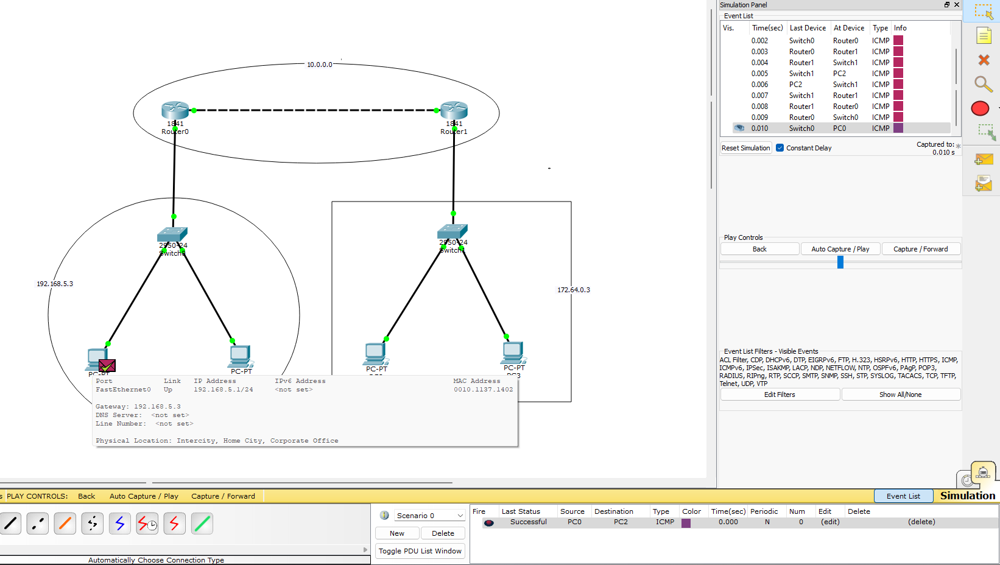 Simulation Panel
Event List
Vis. Time(sec) Last Device At Device Type Info
0.002 Switch0 Router0 ICMP
0.003 Router0 Router1 ICMP
0.004 Router1 Switch1 ICMP
0.005 Switch1 PC2 ICMP
0.006 PC2 Switch1 ICMP
0.007 Switch1 Router1 ICMP
0.008 Router1 Router0 ICMP
0.009 Router0 Switch0 ICMP
0.010 Switch0 PC0 ICMP
Reset Simulation Constant Delay Captured to:
0.010 s
Play Controls
Back Auto Capture / Play Capture / Forward
Event List Filters - Visible Events
ACL Filter, CDP, DHCPv6, DTP, EIGRPv6, FTP, H.323, HSRPv6, HTTP, HTTPS, ICMP,
ICMPv6, IPSec, ISAKMP, LACP, NDP, NETFLOW, NTP, OSPFv6, PAgP, POP3,
RADIUS, RIPng, RTP, SCCP, SMTP, SNMP, SSH, STP, SYSLOG, TACACS, TCP, TFTP,
Telnet, UDP, VTP
Edit Filters Show All/None
10.0.0.0
1841
Router0
1841
Router1
2950-24
Switch0
2950-24
Switch1
192.168.5.3
172.64.0.3
PC-PT
PC-PT
PC-PT
PC-PT
PC3
Port Link IP Address IPv6 Address MAC Address
FastEthernet0 Up 192.168.5.1/24 <not set> 0010.1137.1402
Gateway: 192.168.5.3
DNS Server: <not set>
Line Number: <not set>
Physical Location: Intercity, Home City, Corporate Office
s PLAY CONTROLS: Back Auto Capture / Play Capture / Forward Event List Simulation
Scenario 0
New Delete
Toggle PDU List Window
Automatically Choose Connection Type
Fire Last Status Source Destination Type Color Time(sec) Periodic Num Edit Delete
Successful PC0 PC2 ICMP 0.000 N 0 (edit) (delete)